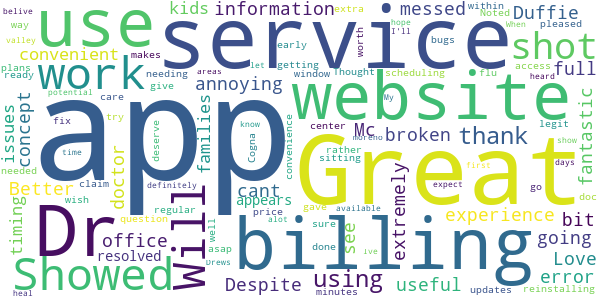 belive way valley plans ready
use
service
kids information messed Duffie
makes convenient work needing give
pleased within Noted I'll hope
extra worth early bugs let getting
shot full
When access flu heard
window Thought scheduling
annoying website
areas legit
concept issues care fix
app
try families
center Mc broken thank
rather sitting
fantastic
potential needed
Better claim doctor deserve
know Cogna convenience
Great
My moreno show days
cant
time wish appears
definitely question regular price
experience first doc
expect go
Dr Will billing
extremely bit
timing office resolved
well asap Drews
gave sure see done available
minutes ive
going Love error
Showed
Despite using useful alot
updates reinstalling
heal